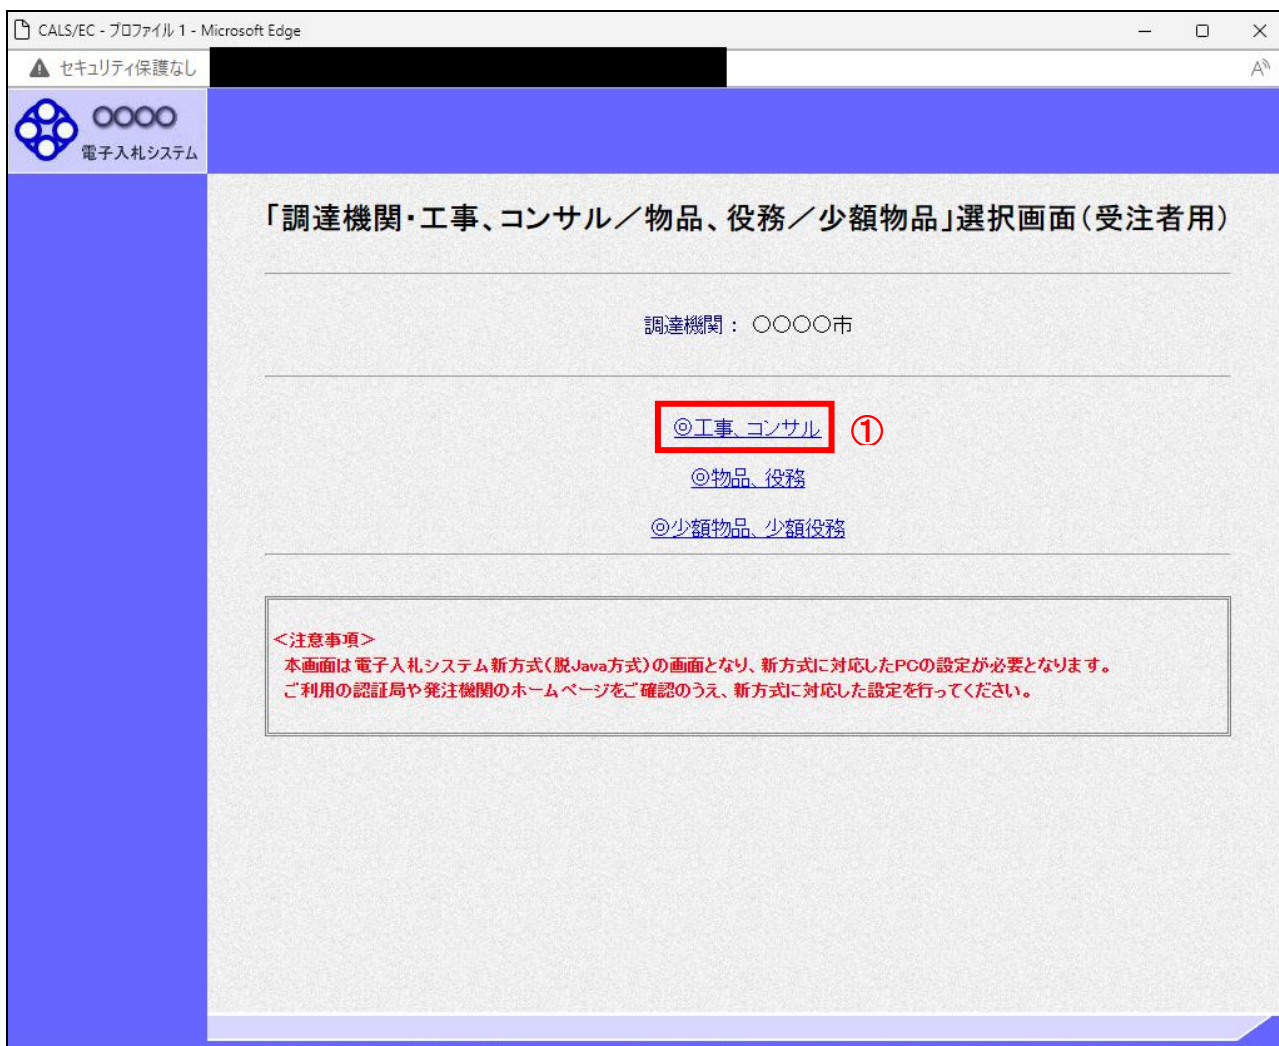 CALS/EC - プロファイル 1 - Microsoft Edge
セキュリティ保護なし
○○○○
電子入札システム
「調達機関・工事、コンサル／物品、役務／少額物品」選択画面（受注者用）
調達機関： ○○○○市
◎工事、コンサル ①
◎物品、役務
◎少額物品、少額役務
＜注意事項＞
本画面は電子入札システム新方式（脱Java方式）の画面となり、新方式に対応したPCの設定が必要となります。
ご利用の認証局や発注機関のホームページをご確認のうえ、新方式に対応した設定を行ってください。